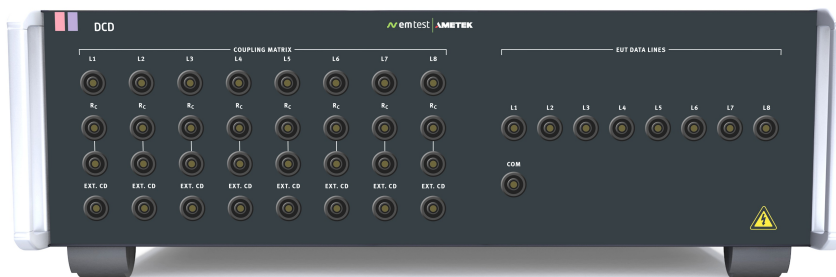 DCD
emtest AMETEK
COUPLING MATRIX
L1 L2 L3 L4 L5 L6 L7 L8
RC RC RC RC RC RC RC RC
EXT. CD EXT. CD EXT. CD EXT. CD EXT. CD EXT. CD EXT. CD EXT. CD
EUT DATA LINES
L1 L2 L3 L4 L5 L6 L7 L8
COM